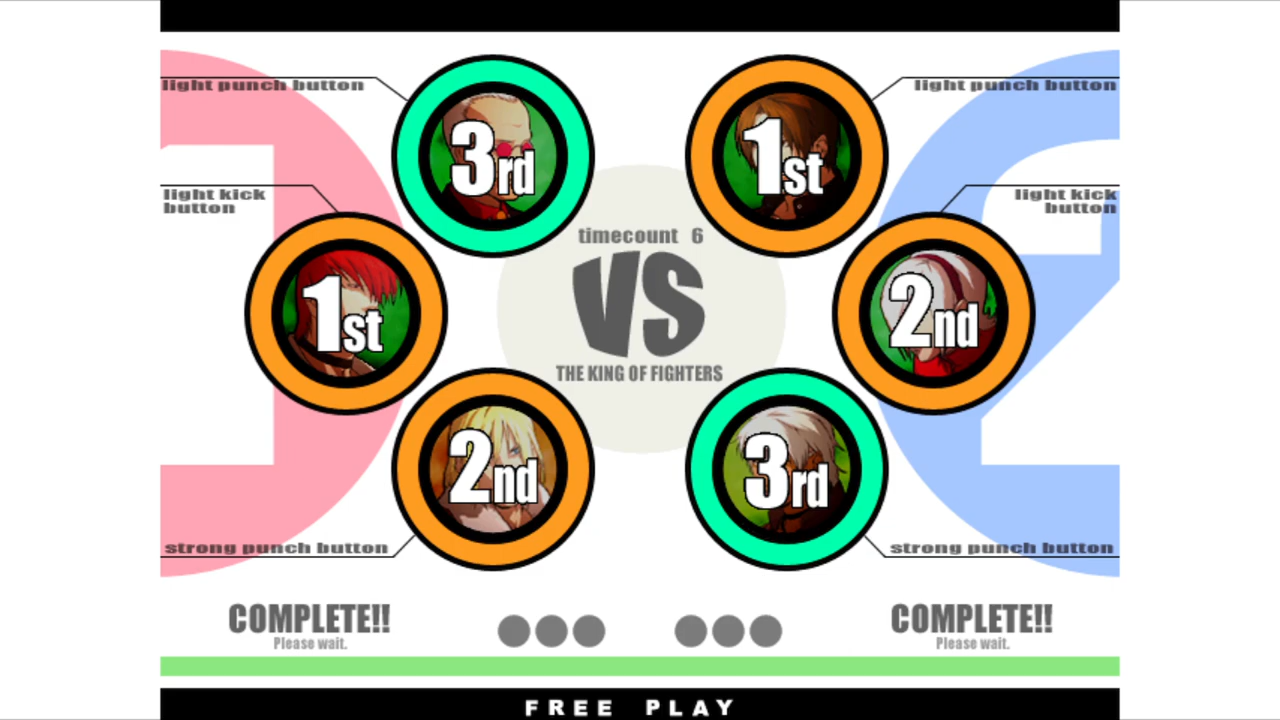 light punch button
light punch button
3rd
1st
light kick
button
light kick
button
timecount 6
1
2
VS
1st
2nd
THE KING OF FIGHTERS
2nd
3rd
strong punch button
strong punch button
COMPLETE!!
Please wait.
COMPLETE!!
Please wait.
FREE PLAY